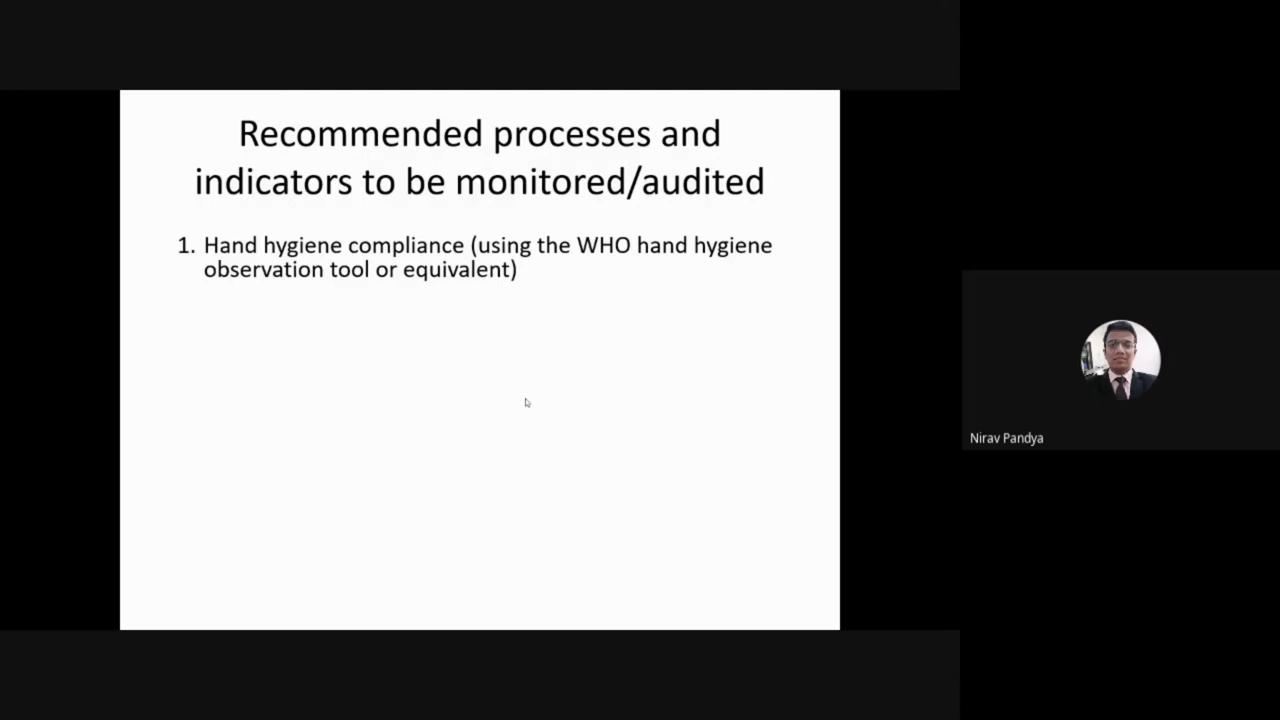 Recommended processes and
indicators to be monitored/audited
1. Hand hygiene compliance (using the WHO hand hygiene
observation tool or equivalent)
Nirav Pandya